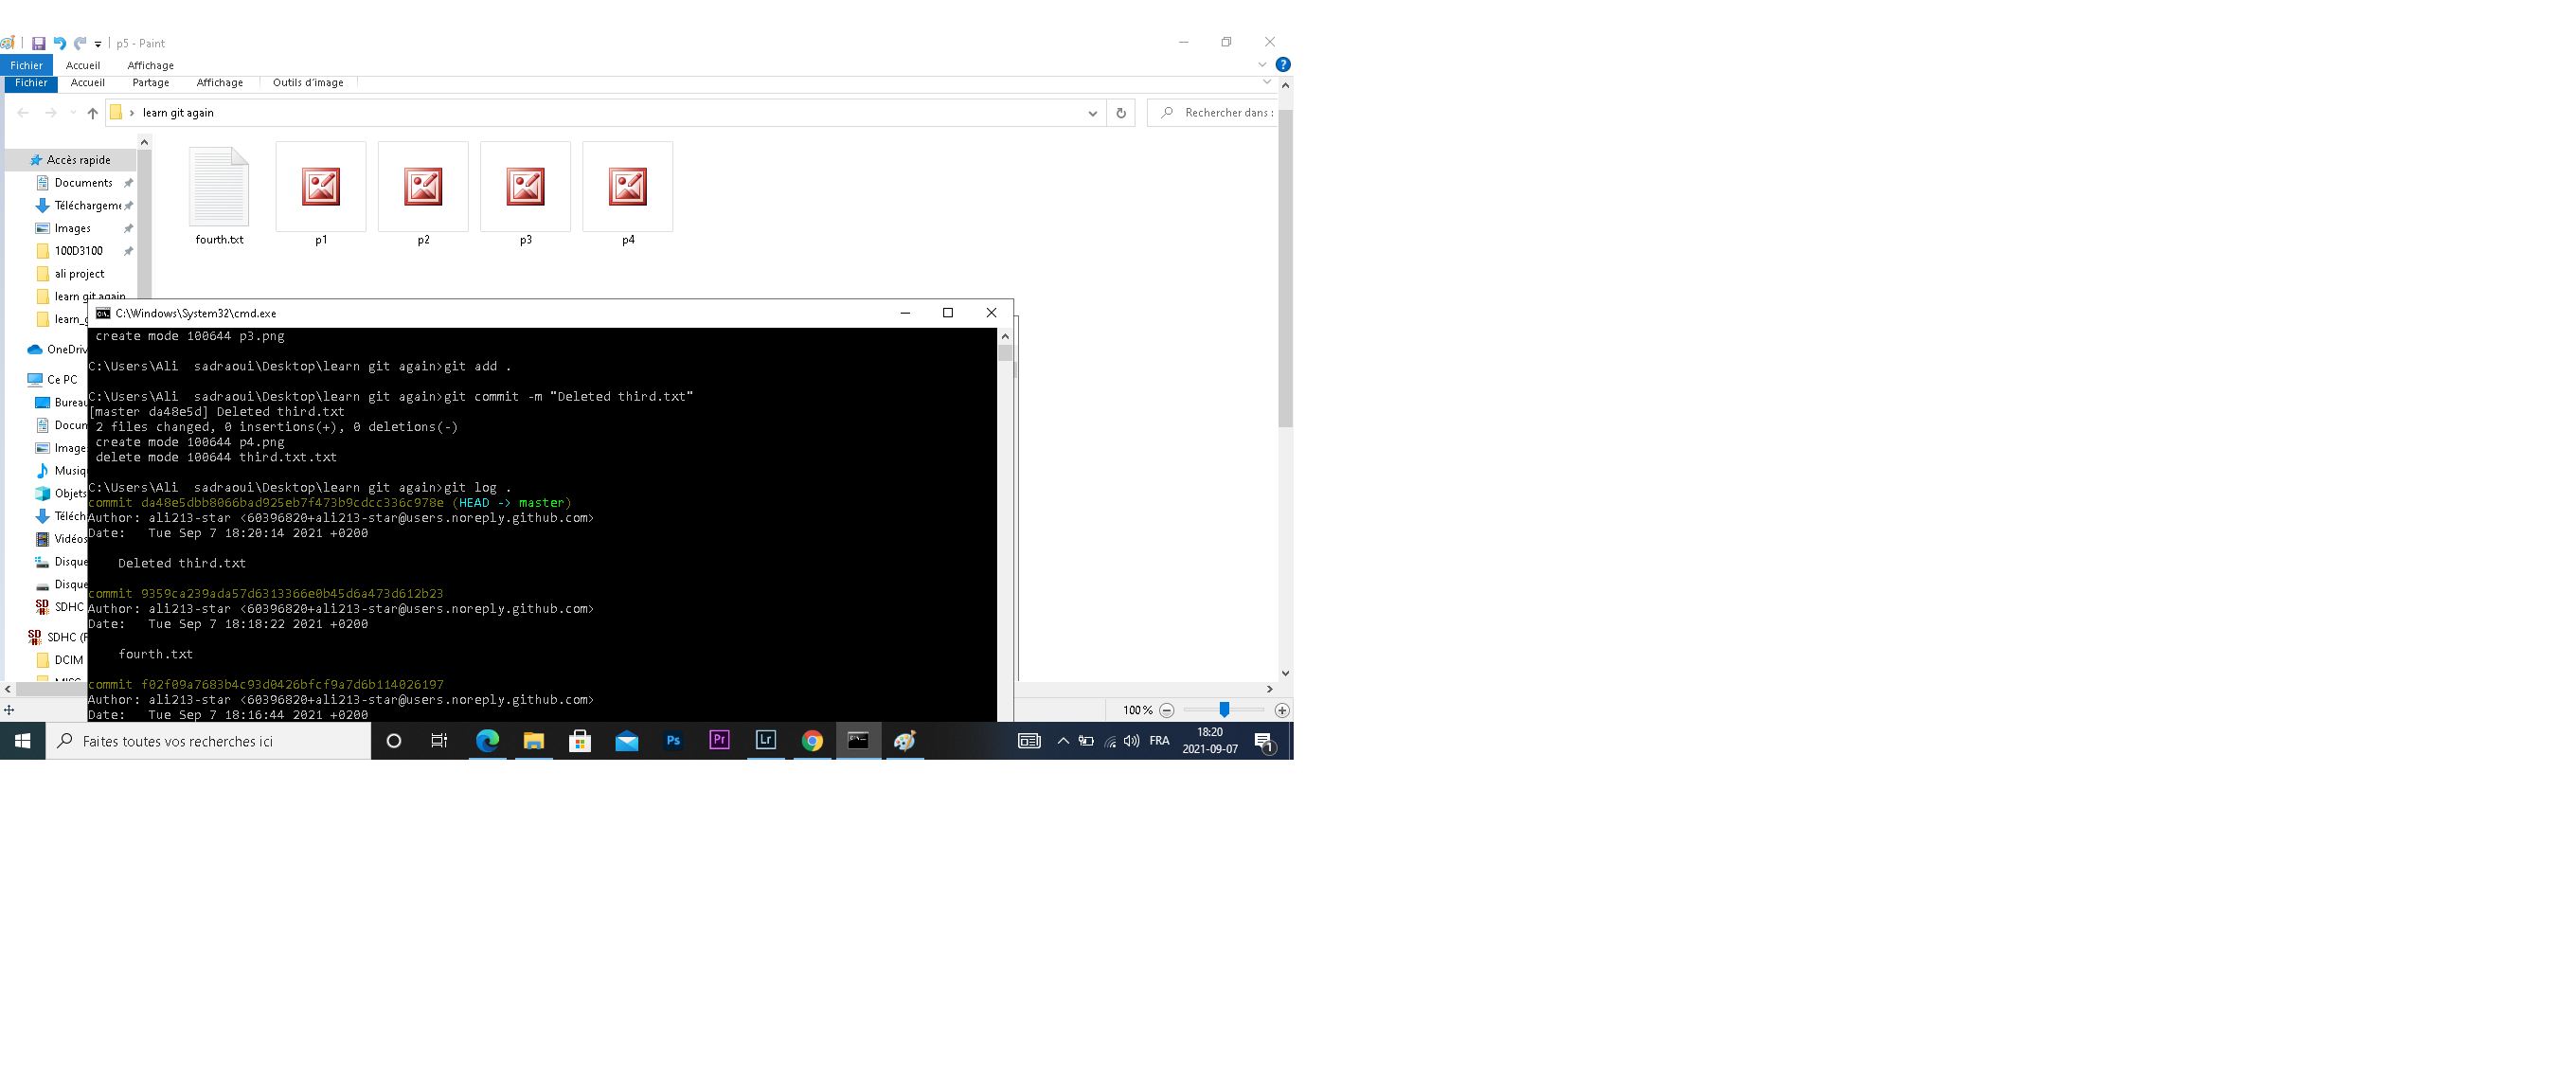 p5 - Paint
Fichier Accueil Affichage
Fichier Accueil Partage Affichage Outils d'image
learn git again
Rechercher dans :
Accès rapide
Documents
Téléchargeme
Images
100D3100
ali project
learn git again
learn_g
OneDriv
Ce PC
Bureau
Docum
Image
Musiq
Objets
Téléch
Vidéos
Disque
Disque
SDHC
SDHC (F
DCIM
MISC
fourth.txt p1 p2 p3 p4
C:\Windows\System32\cmd.exe
create mode 100644 p3.png
C:\Users\Ali  sadraoui\Desktop\learn git again>git add .
C:\Users\Ali  sadraoui\Desktop\learn git again>git commit -m "Deleted third.txt"
[master da48e5d] Deleted third.txt
2 files changed, 0 insertions(+), 0 deletions(-)
create mode 100644 p4.png
delete mode 100644 third.txt.txt
C:\Users\Ali  sadraoui\Desktop\learn git again>git log .
commit da48e5dbb8066bad925eb7f473b9cdcc336c978e (HEAD -> master)
Author: ali213-star <60396820+ali213-star@users.noreply.github.com>
Date:   Tue Sep 7 18:20:14 2021 +0200
Deleted third.txt
commit 9359ca239ada57d6313366e0b45d6a473d612b23
Author: ali213-star <60396820+ali213-star@users.noreply.github.com>
Date:   Tue Sep 7 18:18:22 2021 +0200
fourth.txt
commit f02f09a7683b4c93d0426bfcf9a7d6b114026197
Author: ali213-star <60396820+ali213-star@users.noreply.github.com>
Date:   Tue Sep 7 18:16:44 2021 +0200
100 %
Faites toutes vos recherches ici
Ps Pr Lr
FRA
18:20
2021-09-07
1